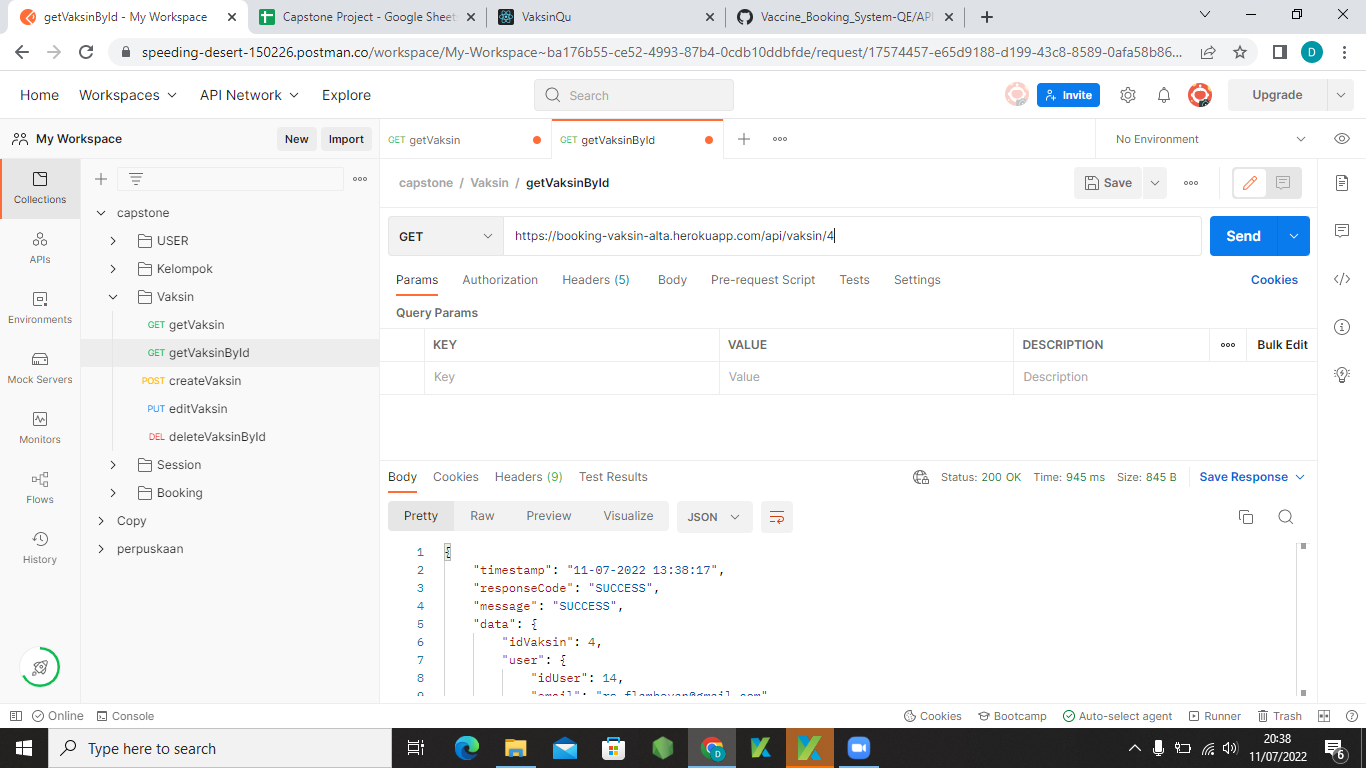 getVaksinById - My Workspace
Capstone Project - Google Sheets
VaksinQu
Vaccine_Booking_System-QE/API
speeding-desert-150226.postman.co/workspace/My-Workspace~ba176b55-ce52-4993-87b4-0cdb10ddbfde/request/17574457-e65d9188-d199-43c8-8589-0afa58b86...
D
Home Workspaces API Network Explore
Search
Invite
Upgrade
My Workspace
New Import
GET getVaksin
GET getVaksinById
No Environment
Collections
APIs
Environments
Mock Servers
Monitors
Flows
History
capstone
USER
Kelompok
Vaksin
GET getVaksin
GET getVaksinById
POST createVaksin
PUT editVaksin
DEL deleteVaksinById
Session
Booking
Copy
perpuskaan
capstone / Vaksin / getVaksinById
Save
GET https://booking-vaksin-alta.herokuapp.com/api/vaksin/4
Send
Params Authorization Headers (5) Body Pre-request Script Tests Settings Cookies
Query Params
KEY VALUE DESCRIPTION Bulk Edit
Key Value Description
Body Cookies Headers (9) Test Results
Status: 200 OK Time: 945 ms Size: 845 B Save Response
Pretty Raw Preview Visualize JSON
1 {
2 "timestamp": "11-07-2022 13:38:17",
3 "responseCode": "SUCCESS",
4 "message": "SUCCESS",
5 "data": {
6 "idVaksin": 4,
7 "user": {
8 "idUser": 14,
9 "email": "rs.flamboyan@gmail.com"
Online Console
Cookies Bootcamp Auto-select agent Runner Trash
Type here to search
D
20:38
11/07/2022
6